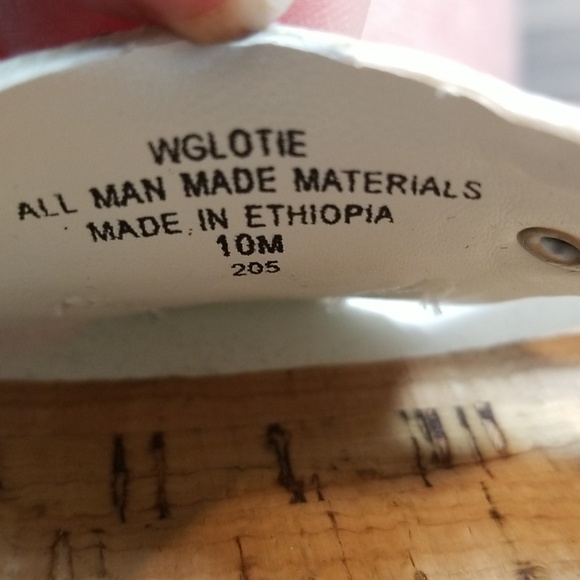 WGLOTIE
ALL MAN MADE MATERIALS
MADE IN ETHIOPIA
10M
205